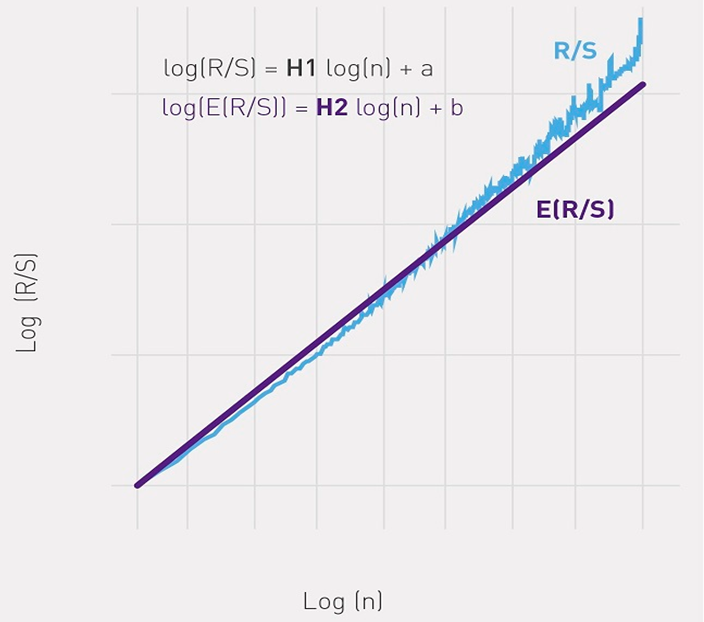 R/S
log(R/S) = H1 log(n) + a
log(E(R/S)) = H2 log(n) + b
E(R/S)
Log (R/S)
Log (n)